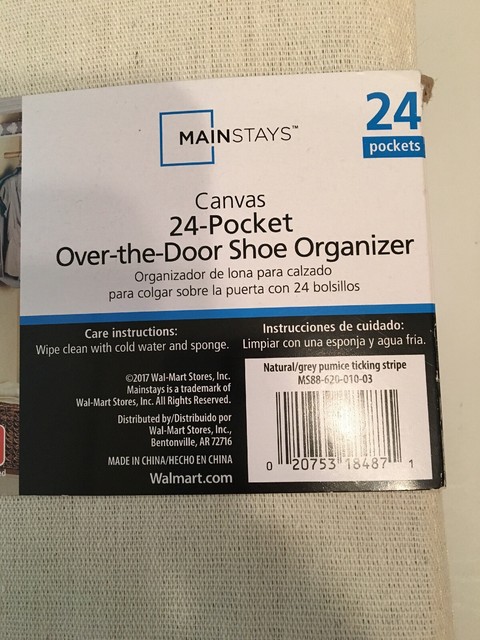 MAINSTAYS™
24
pockets
Canvas
24-Pocket
Over-the-Door Shoe Organizer
Organizador de lona para calzado
para colgar sobre la puerta con 24 bolsillos
Care instructions:
Wipe clean with cold water and sponge.
Instrucciones de cuidado:
Limpiar con una esponja y agua fria.
©2017 Wal-Mart Stores, Inc.
Mainstays is a trademark of
Wal-Mart Stores, Inc. All Rights Reserved.
Distributed by/Distribuido por
Wal-Mart Stores, Inc.,
Bentonville, AR 72716
MADE IN CHINA/HECHO EN CHINA
Walmart.com
Natural/grey pumice ticking stripe
MS88-620-010-03
0 20753 18487 1